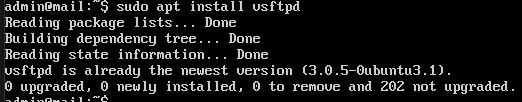 admin@mail:~$ sudo apt install vsftpd
Reading package lists... Done
Building dependency tree... Done
Reading state information... Done
vsftpd is already the newest version (3.0.5-0ubuntu3.1).
0 upgraded, 0 newly installed, 0 to remove and 202 not upgraded.
admin@mail:~$